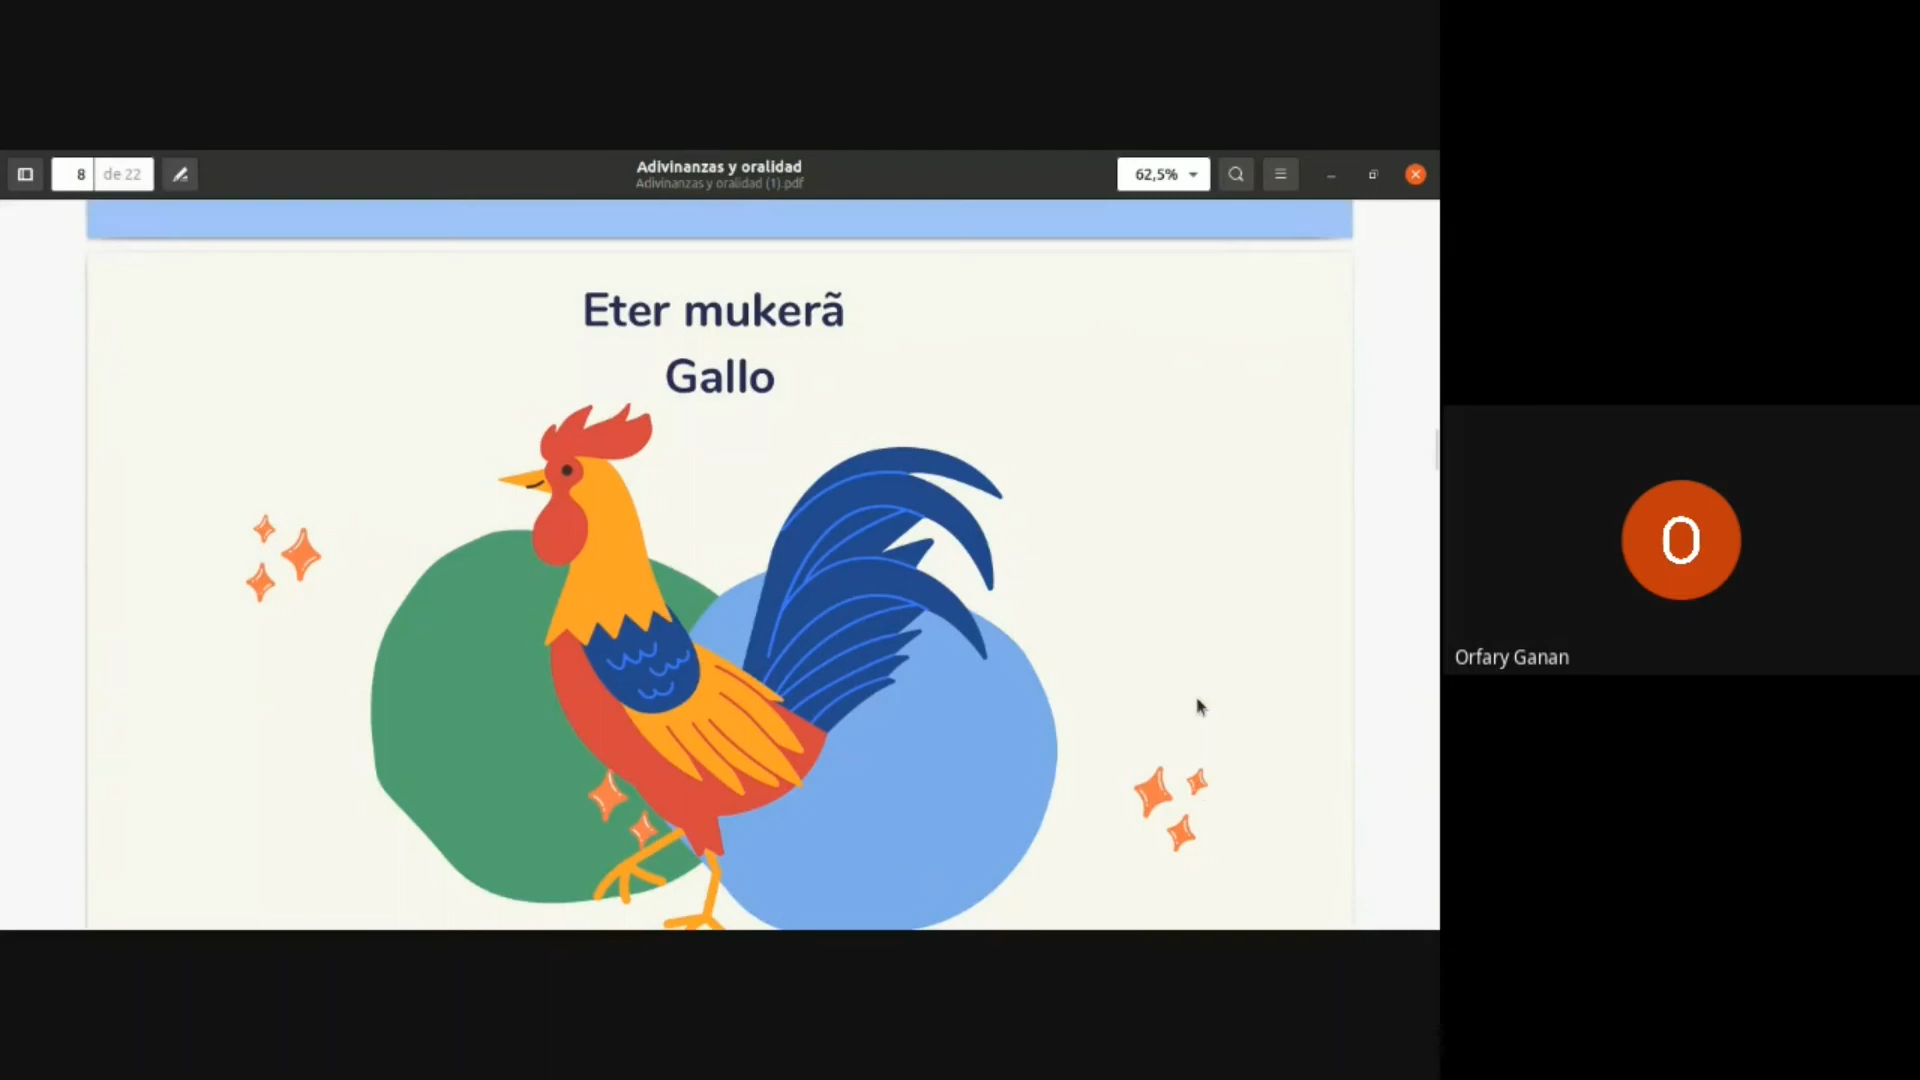 8 de 22
Adivinanzas y oralidad
Adivinanzas y oralidad (1).pdf
62,5%
Eter mukerã
Gallo
O
Orfary Ganan